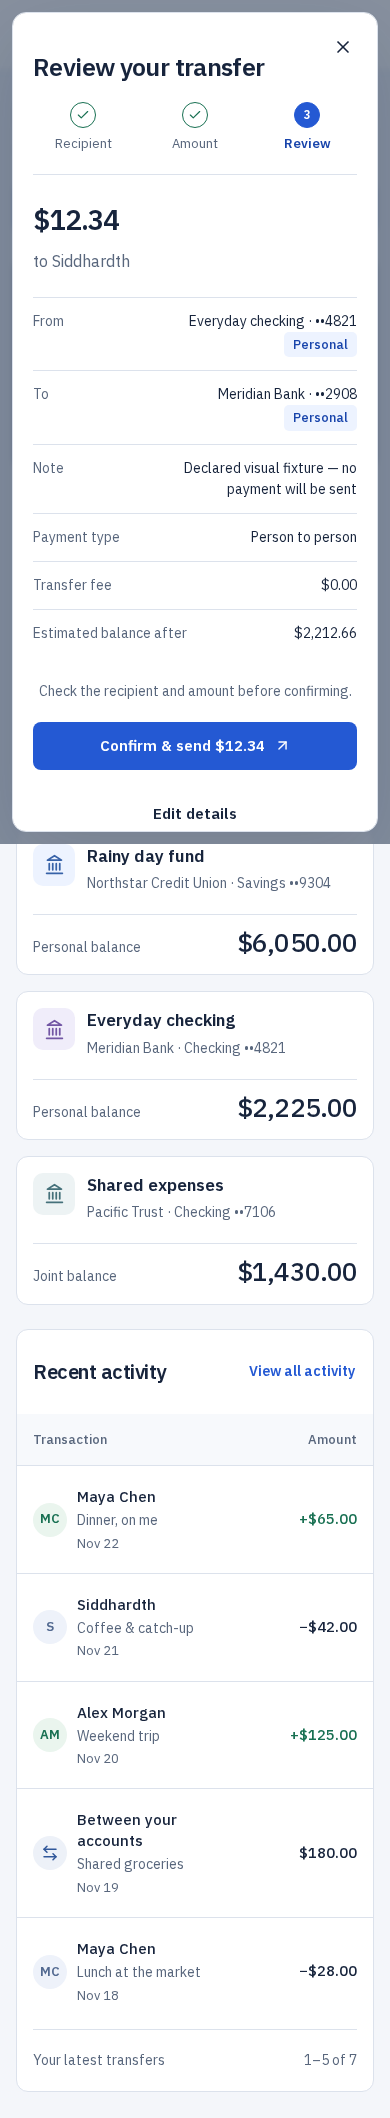 Review your transfer
3
Recipient Amount Review
$12.34
to Siddhardth
From Everyday checking · ••4821
Personal
To Meridian Bank · ••2908
Personal
Note Declared visual fixture — no
payment will be sent
Payment type Person to person
Transfer fee $0.00
Estimated balance after $2,212.66
Check the recipient and amount before confirming.
Confirm & send $12.34
Edit details
Rainy day fund
Northstar Credit Union · Savings ••9304
Personal balance $6,050.00
Everyday checking
Meridian Bank · Checking ••4821
Personal balance $2,225.00
Shared expenses
Pacific Trust · Checking ••7106
Joint balance $1,430.00
Recent activity View all activity
Transaction Amount
Maya Chen
MC Dinner, on me +$65.00
Nov 22
Siddhardth
S Coffee & catch-up −$42.00
Nov 21
Alex Morgan
AM Weekend trip +$125.00
Nov 20
Between your
accounts $180.00
Shared groceries
Nov 19
Maya Chen
MC Lunch at the market −$28.00
Nov 18
Your latest transfers 1–5 of 7